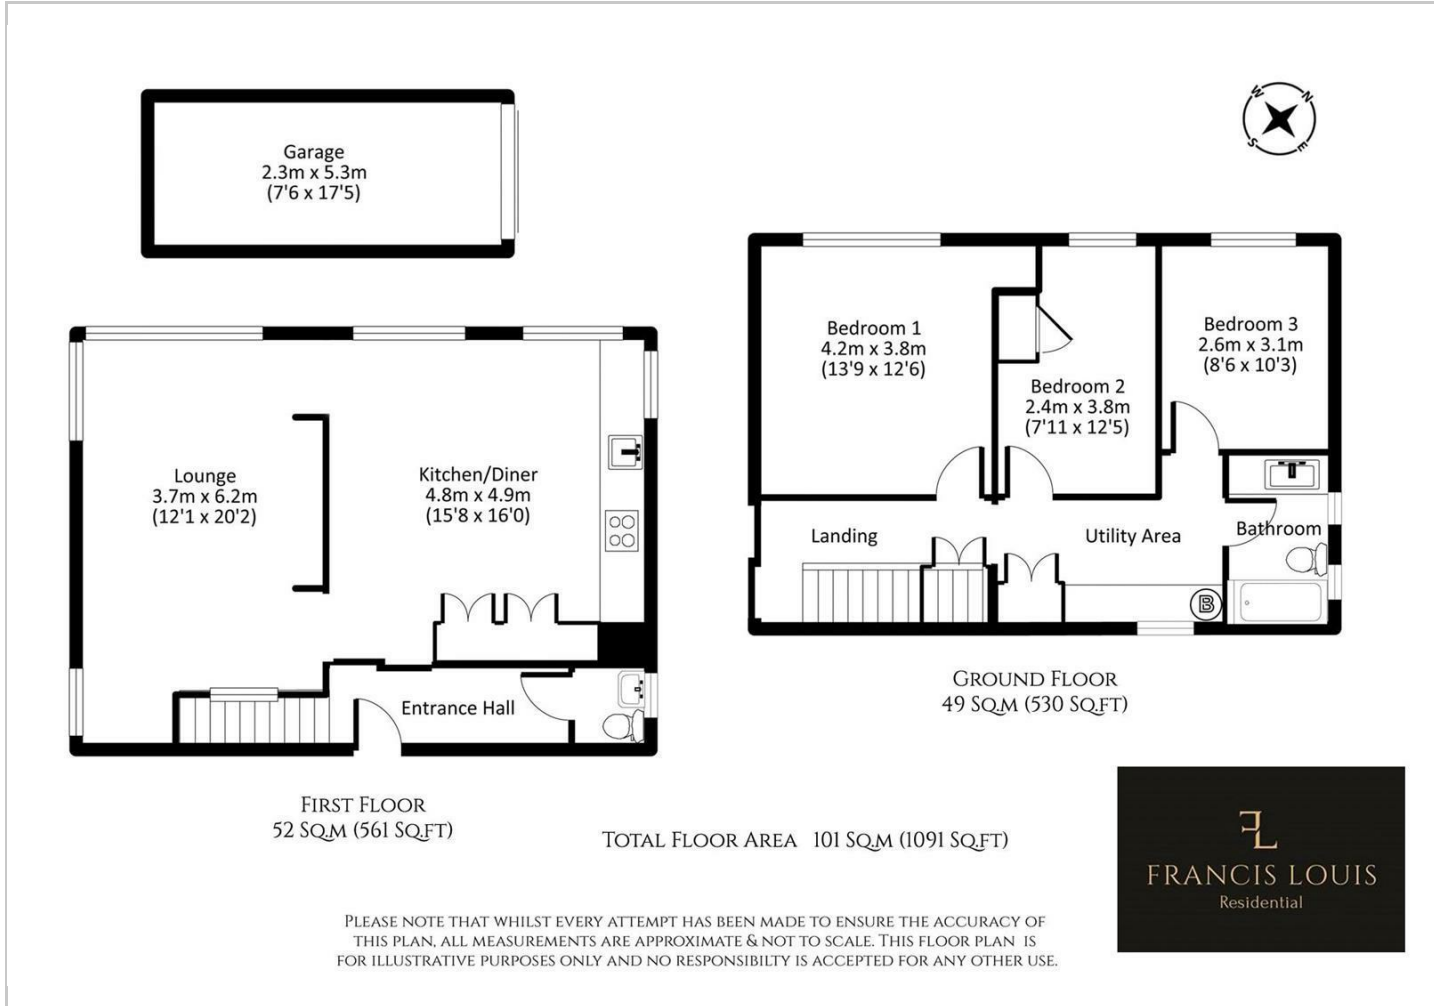 Garage
2.3m x 5.3m
(7'6 x 17'5)
W
N
S
E
Bedroom 1
4.2m x 3.8m
(13'9 x 12'6)
Bedroom 2
2.4m x 3.8m
(7'11 x 12'5)
Bedroom 3
2.6m x 3.1m
(8'6 x 10'3)
Lounge
3.7m x 6.2m
(12'1 x 20'2)
Kitchen/Diner
4.8m x 4.9m
(15'8 x 16'0)
Landing
Utility Area
Bathroom
B
Entrance Hall
GROUND FLOOR
49 SQ.M (530 SQ.FT)
FIRST FLOOR
52 SQ.M (561 SQ.FT)
TOTAL FLOOR AREA 101 SQ.M (1091 SQ.FT)
FL
FRANCIS LOUIS
Residential
PLEASE NOTE THAT WHILST EVERY ATTEMPT HAS BEEN MADE TO ENSURE THE ACCURACY OF
THIS PLAN, ALL MEASUREMENTS ARE APPROXIMATE & NOT TO SCALE. THIS FLOOR PLAN IS
FOR ILLUSTRATIVE PURPOSES ONLY AND NO RESPONSIBILTY IS ACCEPTED FOR ANY OTHER USE.